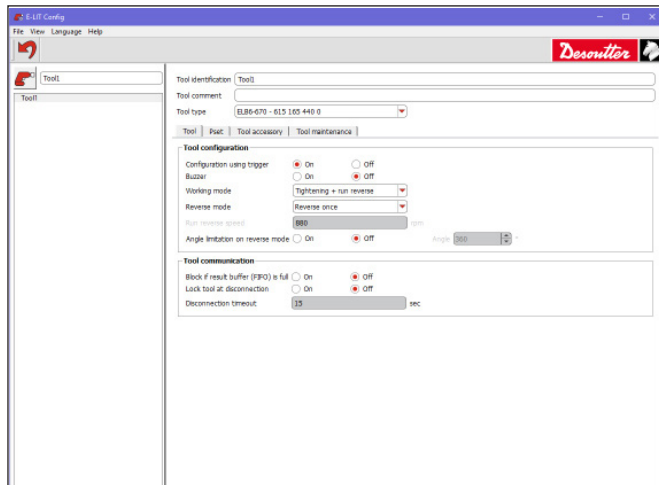 E-LIT Config
File View Language Help
Desoutter
Tool1
Tool1
Tool identification Tool1
Tool comment
Tool type ELB6-670 - 615 165 440 0
Tool Pset Tool accessory Tool maintenance
Tool configuration
Configuration using trigger On Off
Buzzer On Off
Working mode Tightening + run reverse
Reverse mode Reverse once
Run reverse speed 880 rpm
Angle limitation on reverse mode On Off Angle 360 °
Tool communication
Block if result buffer (FIFO) is full On Off
Lock tool at disconnection On Off
Disconnection timeout 15 sec